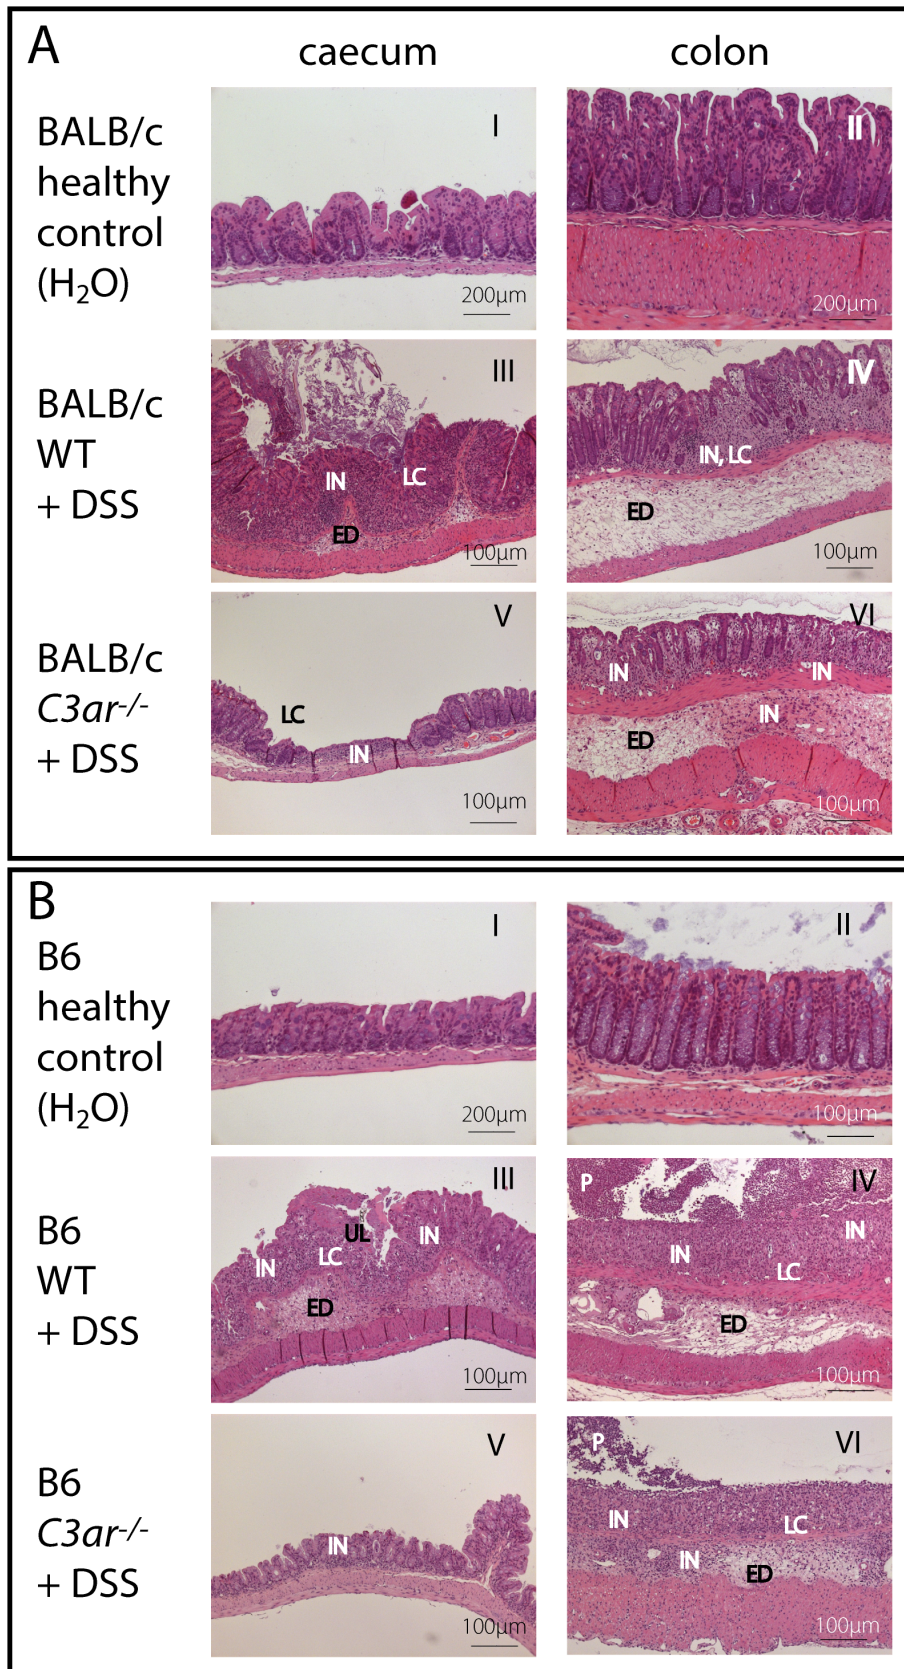 A
caecum
colon
BALB/c
healthy
control
(H₂O)
I
200µm
II
200µm
BALB/c
WT
+ DSS
III
IN
LC
ED
100µm
IV
IN, LC
ED
100µm
BALB/c
C3ar-/-
+ DSS
V
LC
IN
100µm
VI
IN
IN
IN
ED
100µm
B
B6
healthy
control
(H₂O)
I
200µm
II
100µm
B6
WT
+ DSS
III
UL
IN
LC
IN
ED
100µm
P
IV
IN
IN
LC
ED
100µm
B6
C3ar-/-
+ DSS
V
IN
100µm
P
VI
IN
LC
IN
ED
100µm